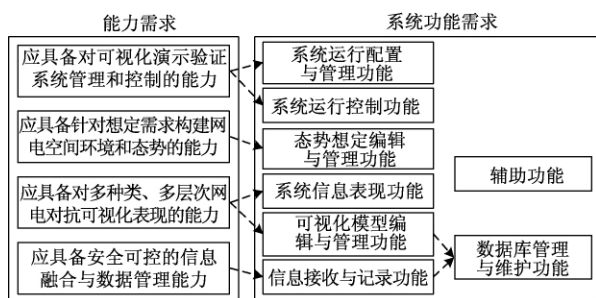 能力需求
系统功能需求
应具备对可视化演示验证
系统管理和控制的能力
应具备针对想定需求构建网
电空间环境和态势的能力
应具备对多种类、多层次网
电对抗可视化表现的能力
应具备安全可控的信息
融合与数据管理能力
系统运行配置
与管理功能
系统运行控制功能
态势想定编辑
与管理功能
系统信息表现功能
可视化模型编
辑与管理功能
信息接收与记录功能
辅助功能
数据库管理
与维护功能